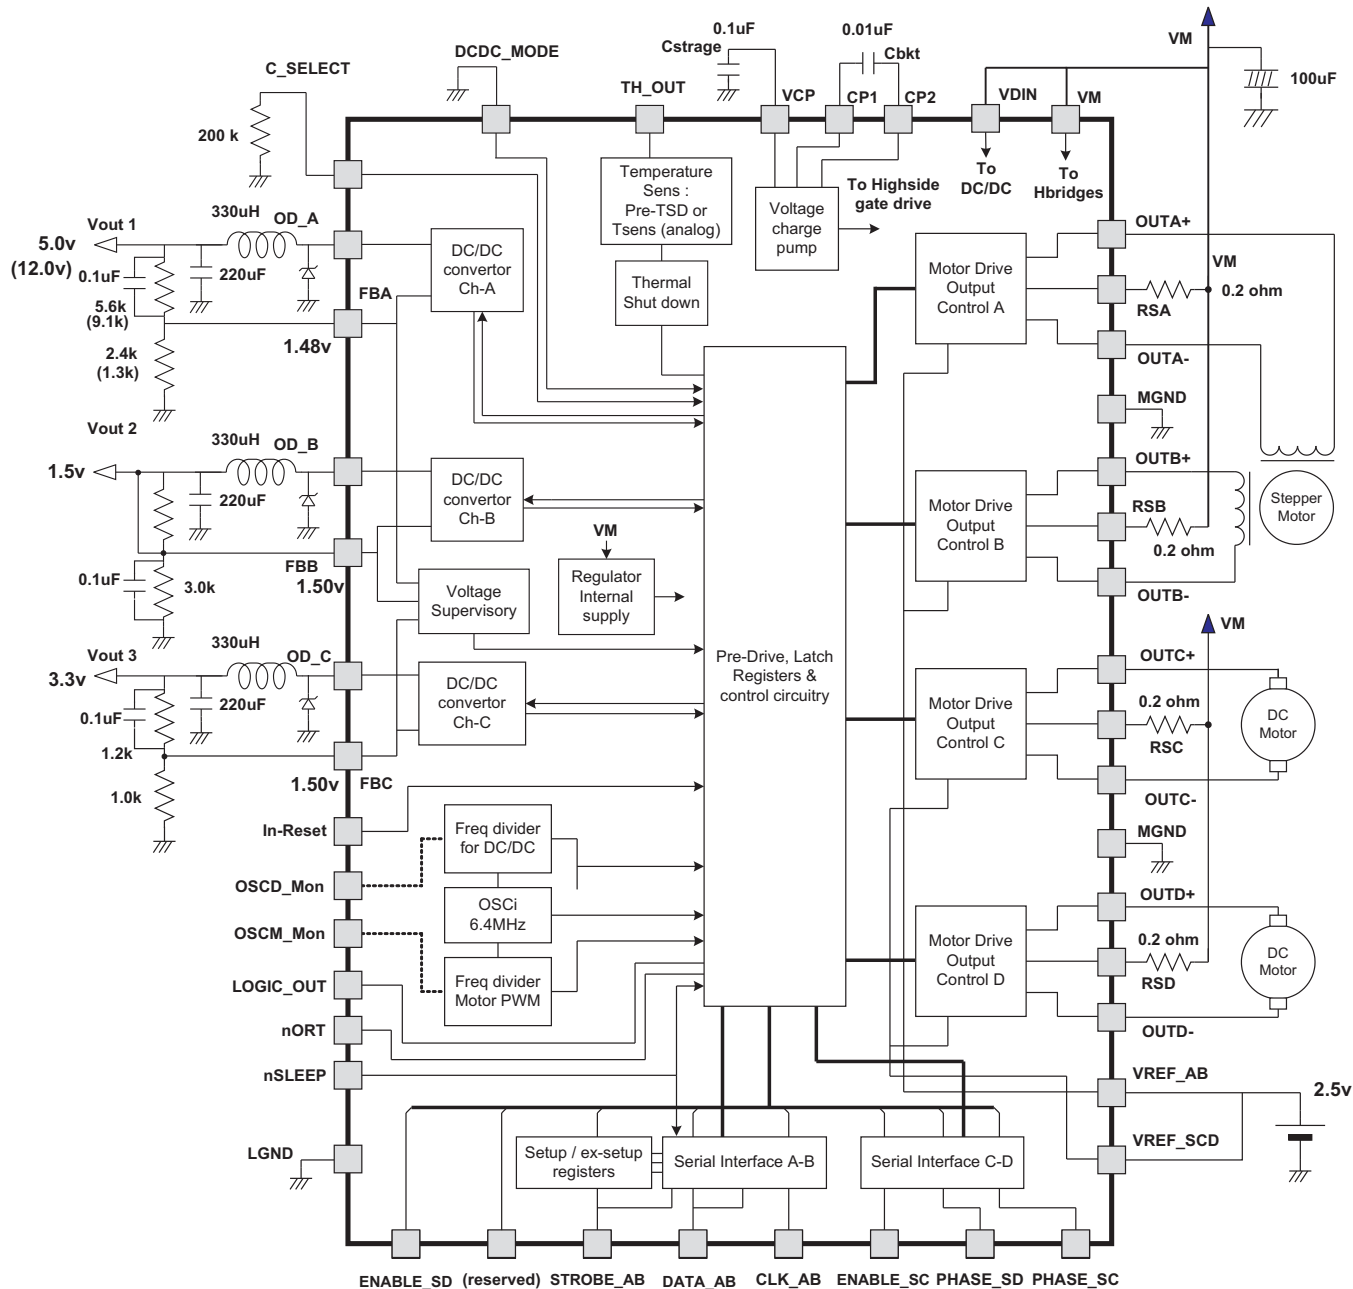 0.1uF
Cstrage
0.01uF
Cbkt
VM
DCDC_MODE
C_SELECT
TH_OUT
VCP
CP1
CP2
VDIN
VM
100uF
200 k
To
DC/DC
To
Hbridges
Temperature
Sens :
Pre-TSD or
Tsens (analog)
Voltage
charge
pump
To Highside
gate drive
Thermal
Shut down
Vout 1
330uH
OD_A
5.0v
(12.0v)
0.1uF
220uF
5.6k
(9.1k)
FBA
1.48v
2.4k
(1.3k)
DC/DC
convertor
Ch-A
Motor Drive
Output
Control A
OUTA+
VM
0.2 ohm
RSA
OUTA-
MGND
Vout 2
330uH
OD_B
1.5v
220uF
FBB
1.50v
0.1uF
3.0k
DC/DC
convertor
Ch-B
VM
Regulator
Internal
supply
Voltage
Supervisory
Motor Drive
Output
Control B
OUTB+
RSB
0.2 ohm
OUTB-
Stepper
Motor
Pre-Drive, Latch
Registers &
control circuitry
Vout 3
330uH
OD_C
3.3v
0.1uF
220uF
1.2k
1.50v
FBC
1.0k
DC/DC
convertor
Ch-C
Motor Drive
Output
Control C
VM
OUTC+
0.2 ohm
RSC
OUTC-
DC
Motor
MGND
In-Reset
OSCD_Mon
OSCM_Mon
LOGIC_OUT
nORT
nSLEEP
LGND
Freq divider
for DC/DC
OSCi
6.4MHz
Freq divider
Motor PWM
Motor Drive
Output
Control D
OUTD+
0.2 ohm
RSD
OUTD-
DC
Motor
VREF_AB
2.5v
VREF_SCD
Setup / ex-setup
registers
Serial Interface A-B
Serial Interface C-D
ENABLE_SD
(reserved)
STROBE_AB
DATA_AB
CLK_AB
ENABLE_SC
PHASE_SD
PHASE_SC